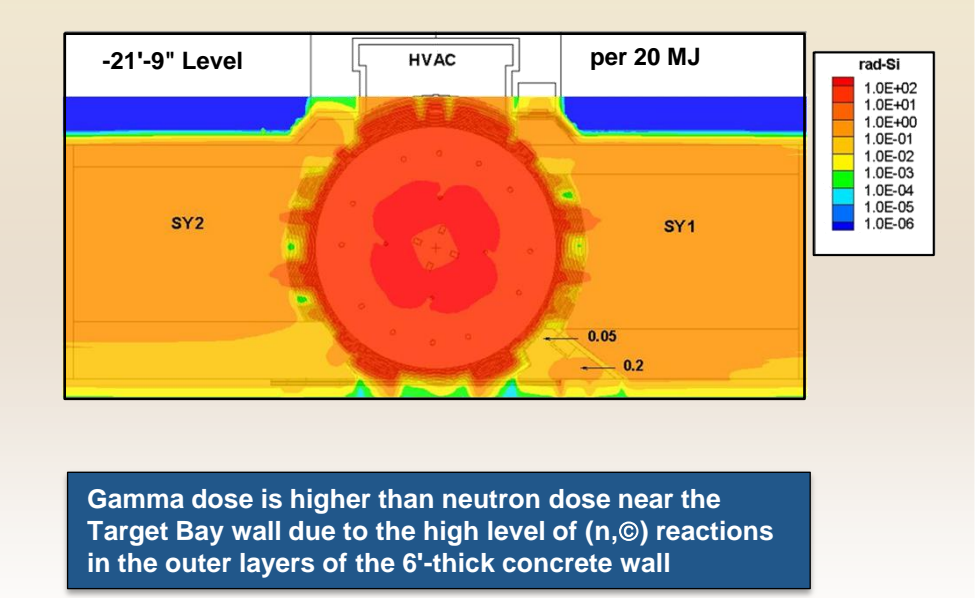 -21'-9" Level
HVAC
per 20 MJ
rad-Si
1.0E+02
1.0E+01
1.0E+00
1.0E-01
1.0E-02
1.0E-03
1.0E-04
1.0E-05
1.0E-06
SY2
SY1
0.05
0.2
Gamma dose is higher than neutron dose near the
Target Bay wall due to the high level of (n,©) reactions
in the outer layers of the 6'-thick concrete wall